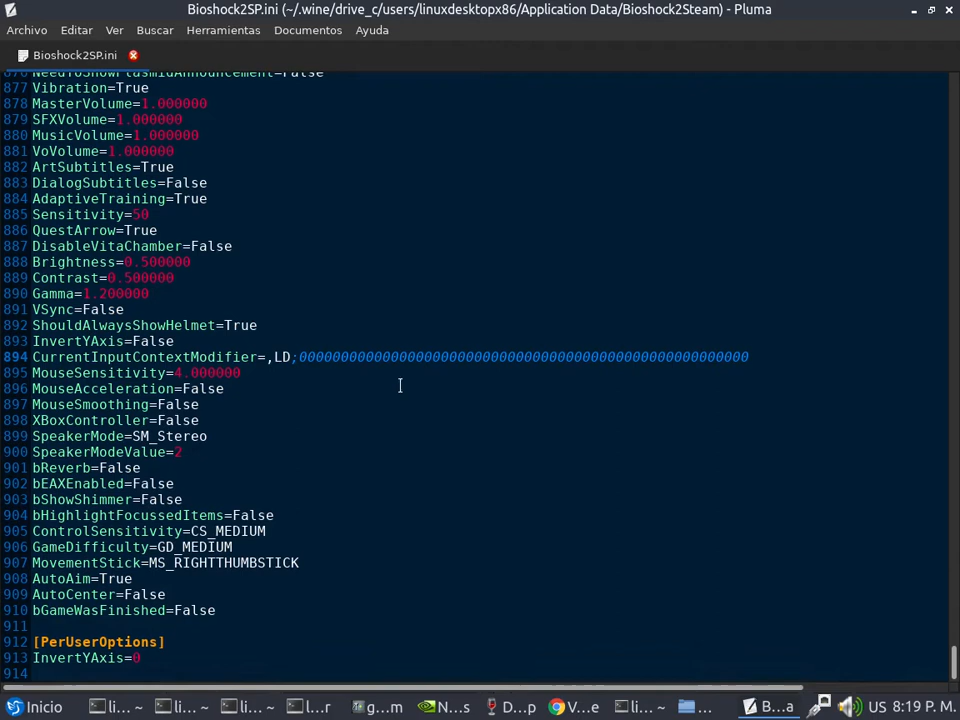 Bioshock2SP.ini (~/.wine/drive_c/users/linuxdesktopx86/Application Data/Bioshock2Steam) - Pluma
Archivo Editar Ver Buscar Herramientas Documentos Ayuda
Bioshock2SP.ini
876 NeedToShowPlasmidAnnouncement=False
877 Vibration=True
878 MasterVolume=1.000000
879 SFXVolume=1.000000
880 MusicVolume=1.000000
881 VoVolume=1.000000
882 ArtSubtitles=True
883 DialogSubtitles=False
884 AdaptiveTraining=True
885 Sensitivity=50
886 QuestArrow=True
887 DisableVitaChamber=False
888 Brightness=0.500000
889 Contrast=0.500000
890 Gamma=1.200000
891 VSync=False
892 ShouldAlwaysShowHelmet=True
893 InvertYAxis=False
894 CurrentInputContextModifier=,LD;000000000000000000000000000000000000000000000000000000
895 MouseSensitivity=4.000000
896 MouseAcceleration=False
897 MouseSmoothing=False
898 XBoxController=False
899 SpeakerMode=SM_Stereo
900 SpeakerModeValue=2
901 bReverb=False
902 bEAXEnabled=False
903 bShowShimmer=False
904 bHighlightFocussedItems=False
905 ControlSensitivity=CS_MEDIUM
906 GameDifficulty=GD_MEDIUM
907 MovementStick=MS_RIGHTTHUMBSTICK
908 AutoAim=True
909 AutoCenter=False
910 bGameWasFinished=False
911
912 [PerUserOptions]
913 InvertYAxis=0
914
Inicio li... ~ li... ~ li... ~ l...r g...m N...s D...p V...e li... ~ ... B...a US 8:19 P. M.